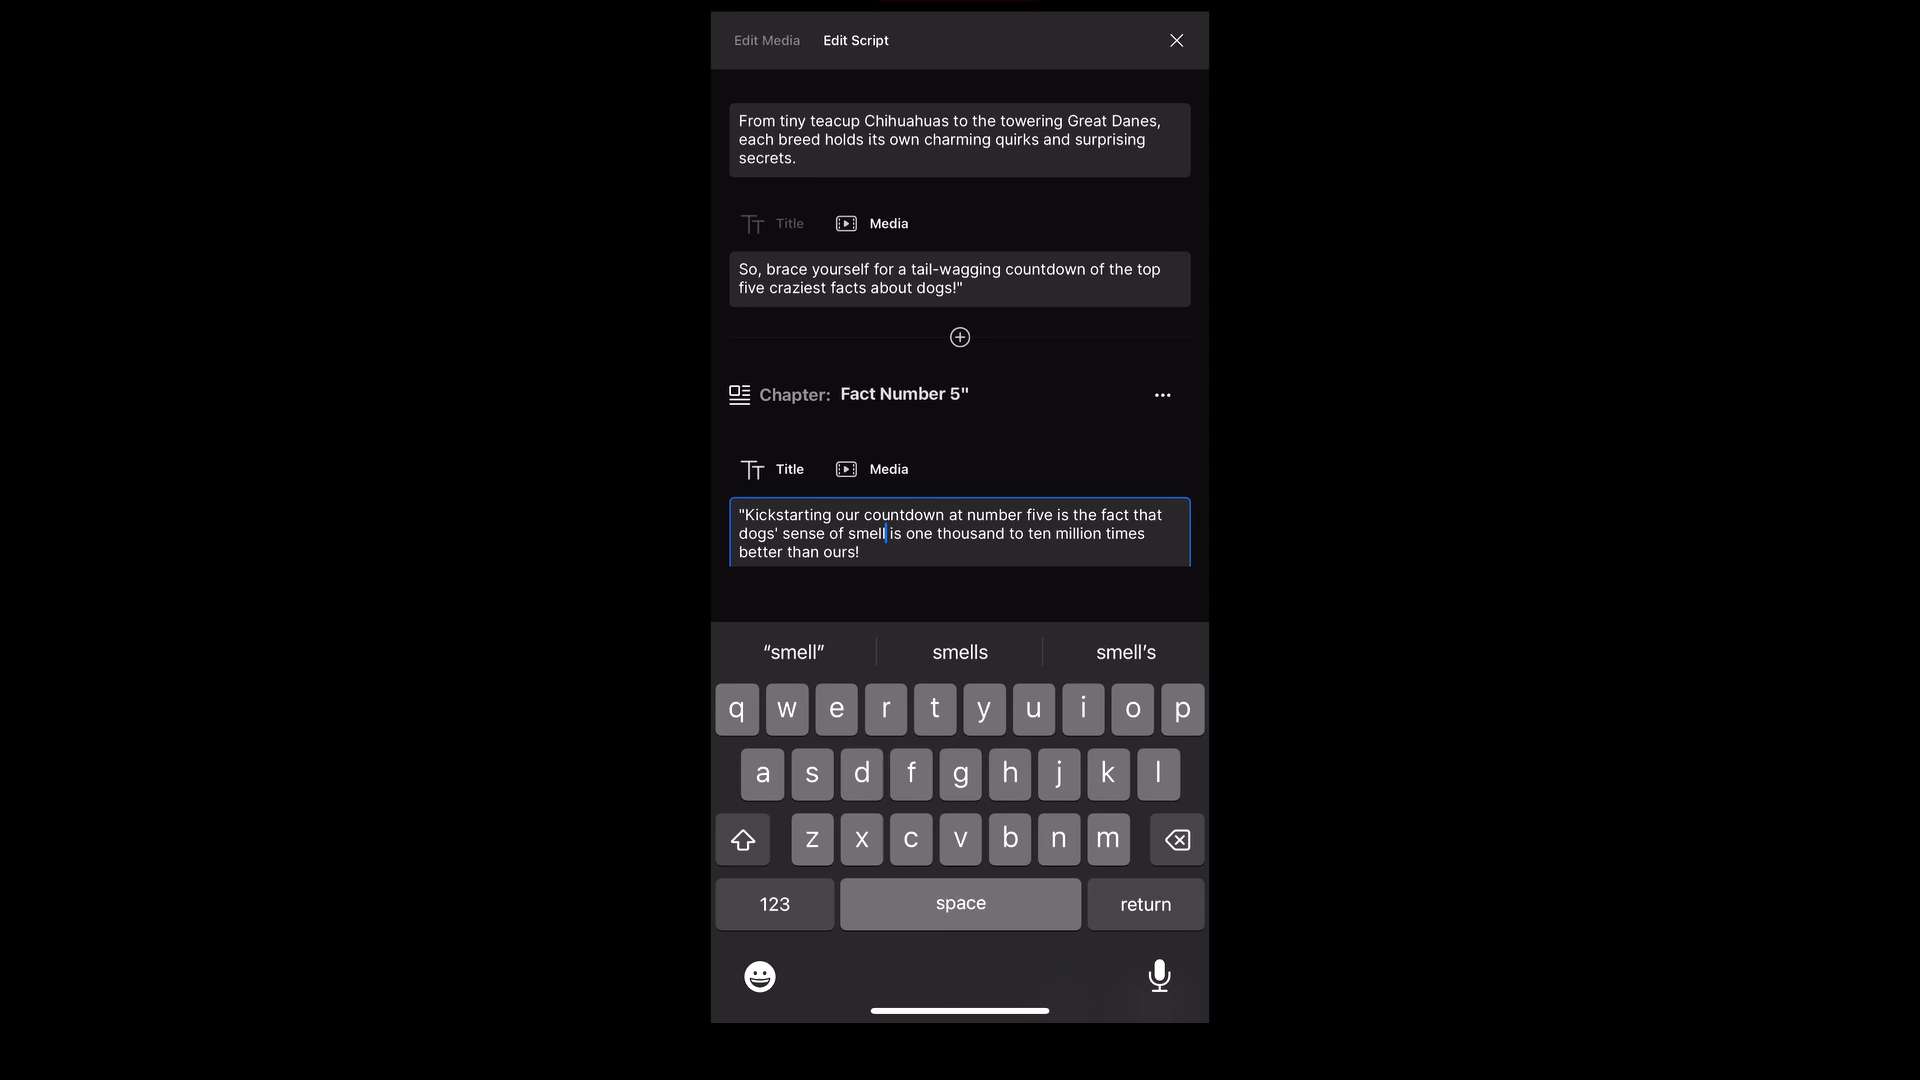 Edit Media Edit Script
From tiny teacup Chihuahuas to the towering Great Danes,
each breed holds its own charming quirks and surprising
secrets.
Title Media
So, brace yourself for a tail-wagging countdown of the top
five craziest facts about dogs!"
Chapter: Fact Number 5"
Title Media
"Kickstarting our countdown at number five is the fact that
dogs' sense of smell is one thousand to ten million times
better than ours!
“smell” smells smell’s
q w e r t y u i o p
a s d f g h j k l
z x c v b n m
123 space return